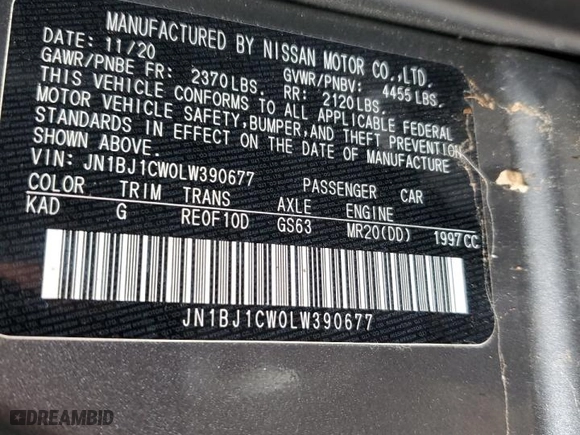 MANUFACTURED BY NISSAN MOTOR CO.,LTD.
DATE: 11/20 GVWR/PNBV: 4455 LBS.
GAWR/PNBE FR: 2370LBS. RR: 2120LBS.
THIS VEHICLE CONFORMS TO ALL APPLICABLE FEDERAL
MOTOR VEHICLE SAFETY,BUMPER,AND THEFT PREVENTION
STANDARDS IN EFFECT ON THE DATE OF MANUFACTURE
SHOWN ABOVE.
VIN: JN1BJ1CW0LW390677 PASSENGER CAR
COLOR TRIM TRANS AXLE ENGINE
KAD G RE0F10D GS63 MR20(DD) 1997CC
JN1BJ1CW0LW390677
DREAMBID